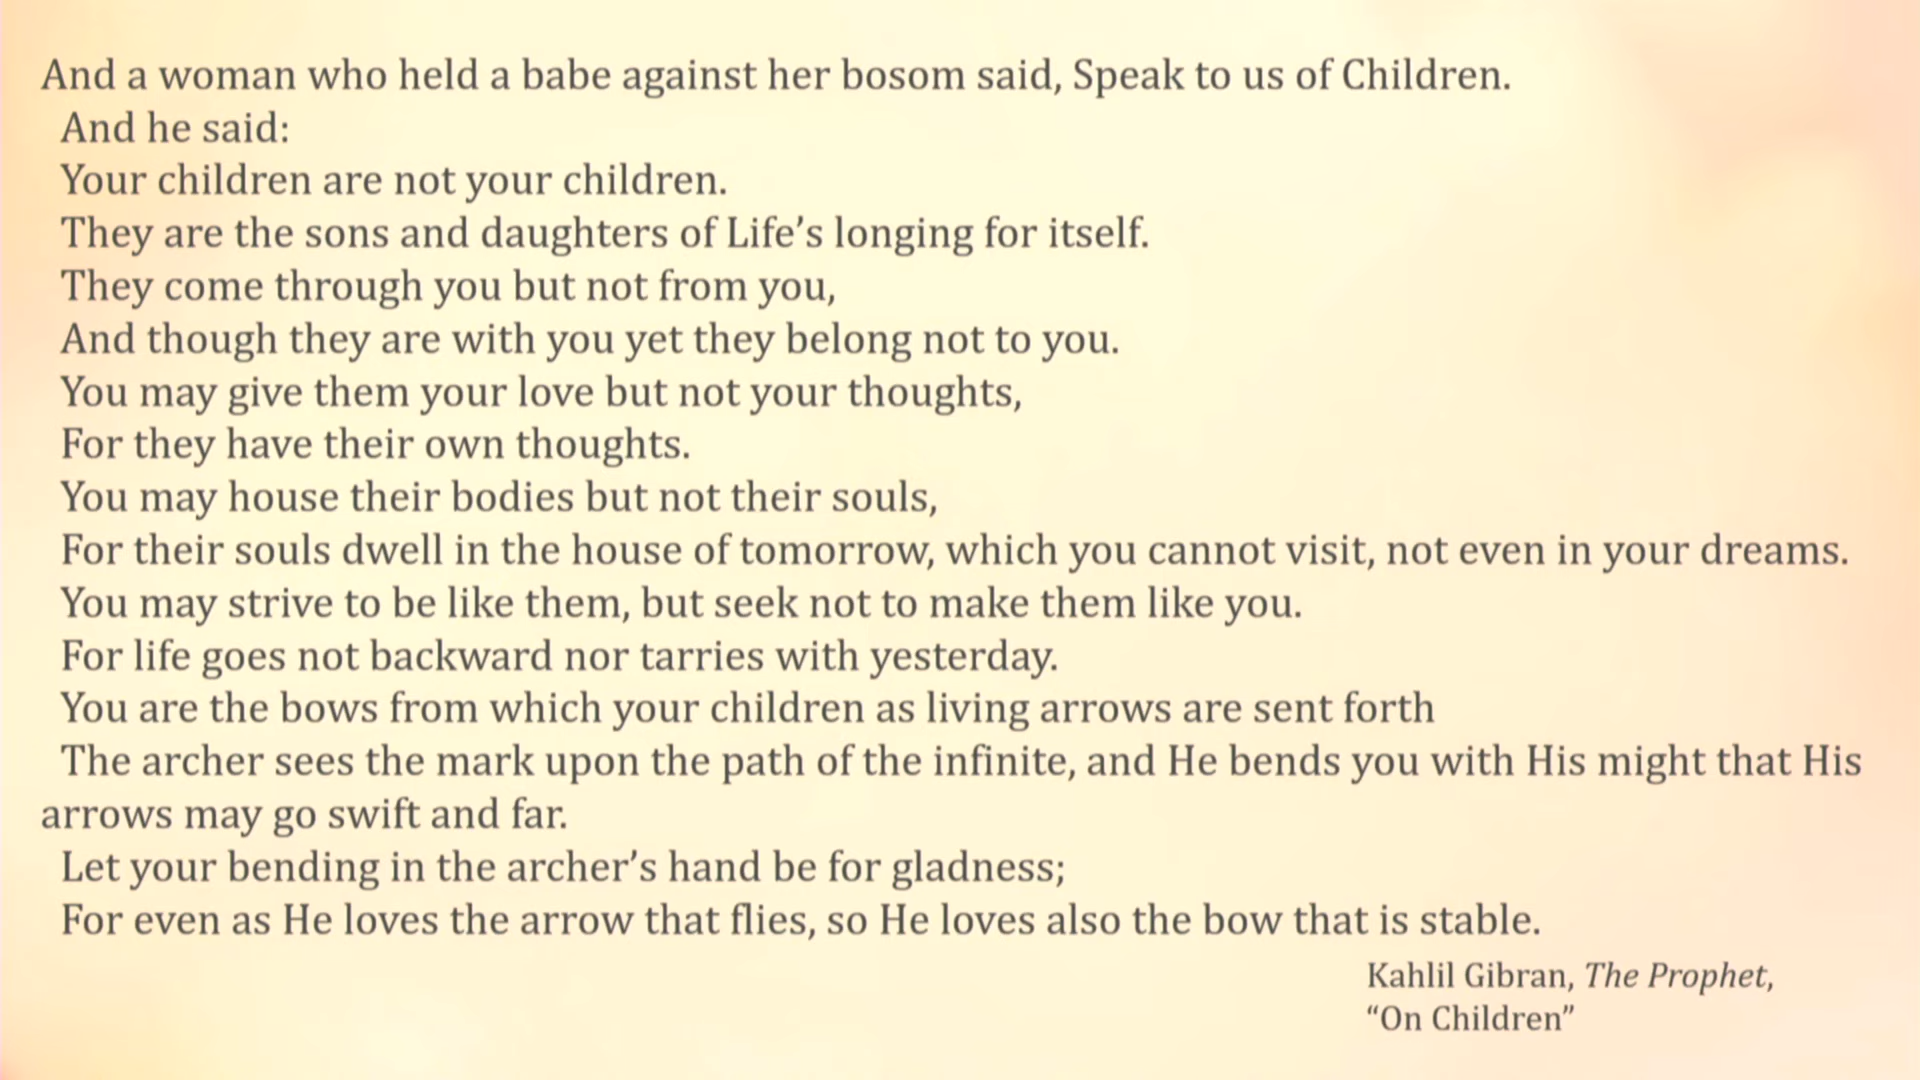 And a woman who held a babe against her bosom said, Speak to us of Children.
And he said:
Your children are not your children.
They are the sons and daughters of Life’s longing for itself.
They come through you but not from you,
And though they are with you yet they belong not to you.
You may give them your love but not your thoughts,
For they have their own thoughts.
You may house their bodies but not their souls,
For their souls dwell in the house of tomorrow, which you cannot visit, not even in your dreams.
You may strive to be like them, but seek not to make them like you.
For life goes not backward nor tarries with yesterday.
You are the bows from which your children as living arrows are sent forth
The archer sees the mark upon the path of the infinite, and He bends you with His might that His
arrows may go swift and far.
Let your bending in the archer’s hand be for gladness;
For even as He loves the arrow that flies, so He loves also the bow that is stable.
Kahlil Gibran, The Prophet,
“On Children”